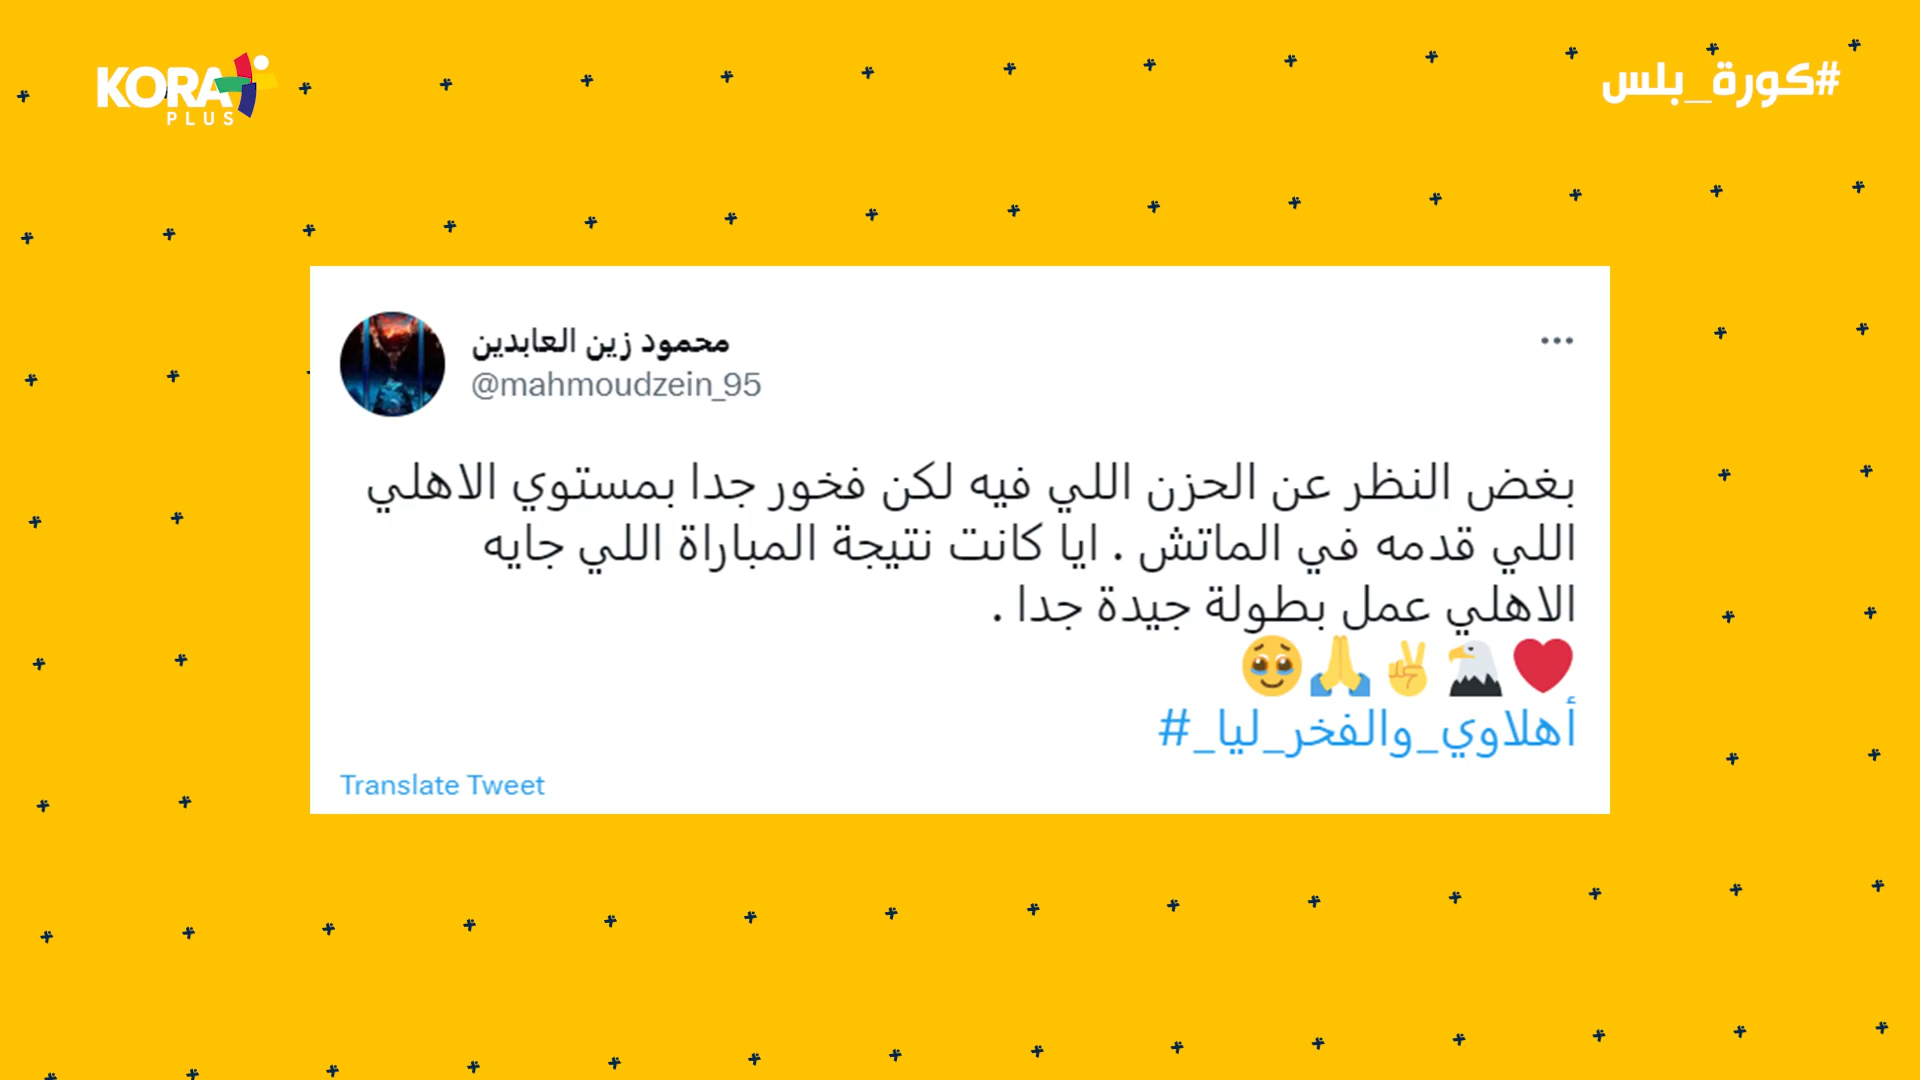 KORA
PLUS
#كورة_بلس
محمود زين العابدين
@mahmoudzein_95
بغض النظر عن الحزن اللي فيه لكن فخور جدا بمستوي الاهلي
اللي قدمه في الماتش . ايا كانت نتيجة المباراة اللي جايه
الاهلي عمل بطولة جيدة جدا .
❤️🦅✌️🙏🥹
أهلاوي_والفخر_ليا_#
Translate Tweet